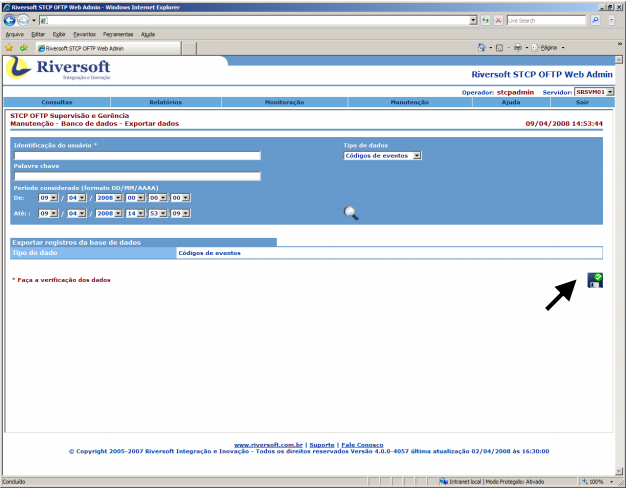 Riversoft STCP OFTP Web Admin - Windows Internet Explorer
Live Search
Arquivo Editar Exibir Favoritos Ferramentas Ajuda
Riversoft STCP OFTP Web Admin
Página
Riversoft
Integração e Inovação
Riversoft STCP OFTP Web Admin
Operador: stcpadmin Servidor: SRSVM01
Consultas Relatórios Monitoração Manutenção Ajuda Sair
STCP OFTP Supervisão e Gerência
Manutenção - Banco de dados - Exportar dados 09/04/2008 14:53:44
Identificação do usuário * Tipo de dados
Códigos de eventos
Palavra chave
Período considerado (formato DD/MM/AAAA)
De: 09 / 04 / 2008 00 : 00 : 00
Até: : 09 / 04 / 2008 14 : 53 : 09
Exportar registros da base de dados
Tipo de dado Códigos de eventos
* Faça a verificação dos dados
www.riversoft.com.br | Suporte | Fale Conosco
© Copyright 2005-2007 Riversoft Integração e Inovação - Todos os direitos reservados Versão 4.0.0-4057 última atualização 02/04/2008 às 16:30:00
Concluído Intranet local | Modo Protegido: Ativado 100%